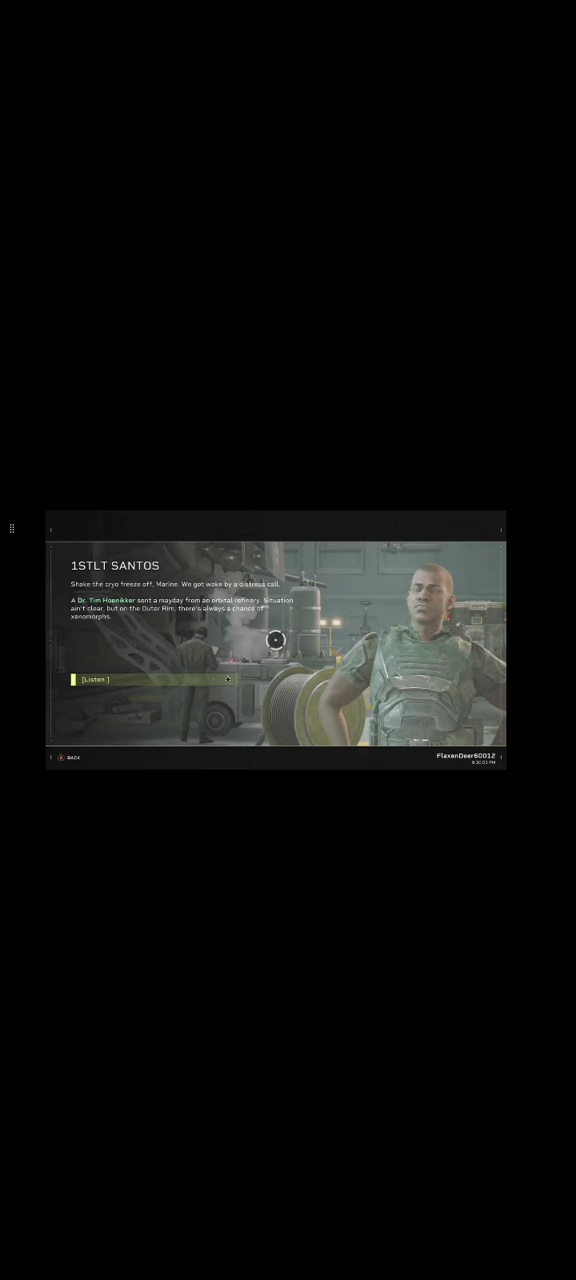 1STLT SANTOS
Shake the cryo freeze off, Marine. We got woke by a distress call.
A Dr. Tim Hoenikker sent a mayday from an orbital refinery. Situation
ain't clear, but on the Outer Rim, there's always a chance of
xenomorphs.
[Listen.]
BACK
FlaxenDeer60012